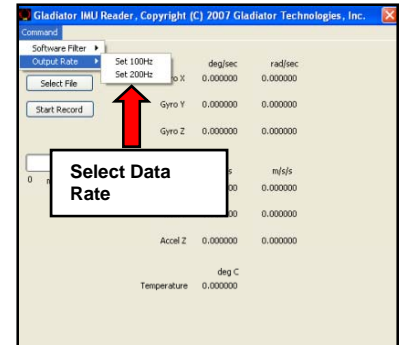 Gladiator IMU Reader, Copyright (C) 2007 Gladiator Technologies, Inc.
Command
Software Filter
Output Rate
Set 100Hz
Set 200Hz
deg/sec rad/sec
0.000000 0.000000
Select File
Start Record
Gyro Y 0.000000 0.000000
Gyro Z 0.000000 0.000000
Select Data
Rate
m/s/s
0.000000
0
0.000000
Accel Z 0.000000 0.000000
deg C
Temperature 0.000000